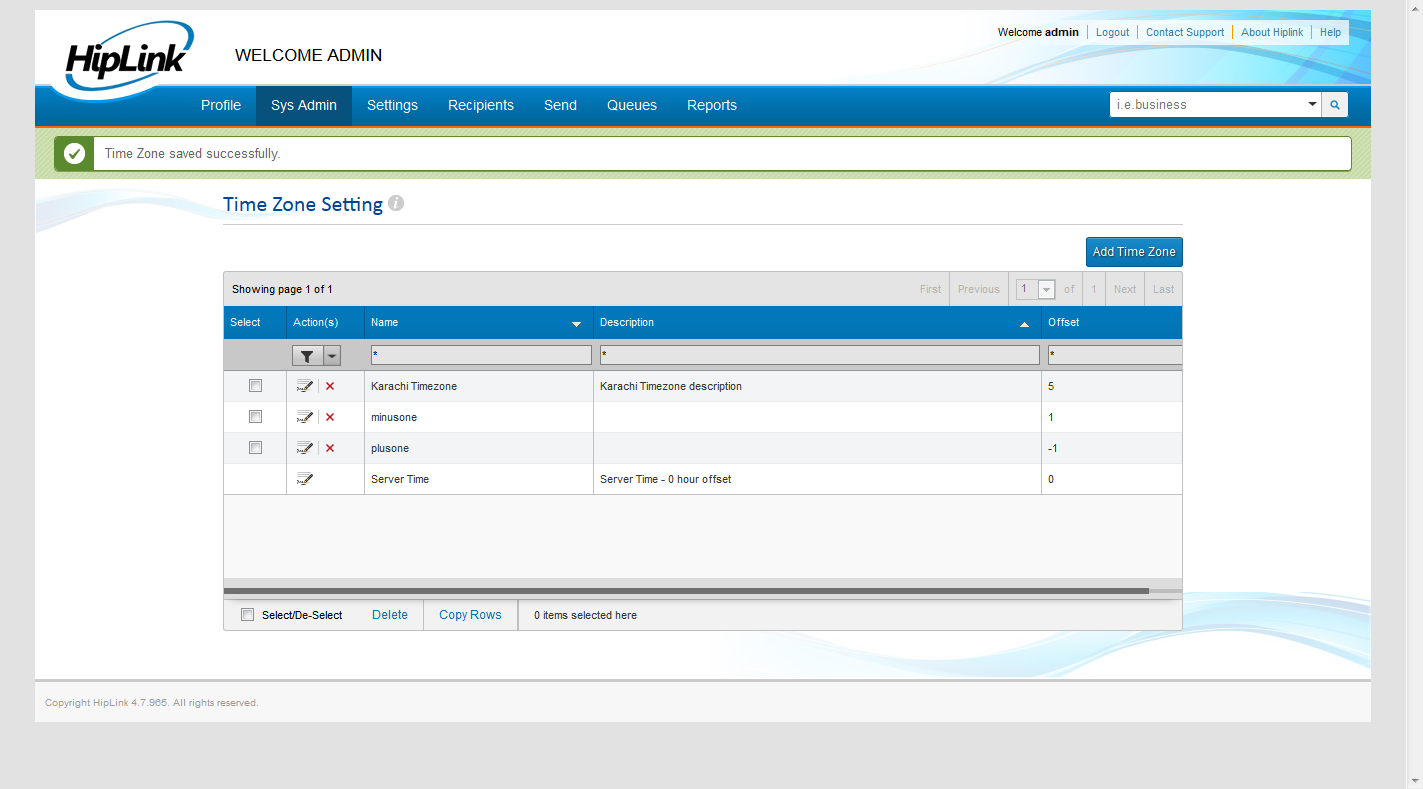 HipLink
WELCOME ADMIN
Welcome admin Logout Contact Support About Hiplink Help
Profile Sys Admin Settings Recipients Send Queues Reports i.e.business
Time Zone saved successfully.
Time Zone Setting i
Add Time Zone
Showing page 1 of 1 First Previous 1 of 1 Next Last
Select Action(s) Name Description Offset
* * *
Karachi Timezone Karachi Timezone description 5
minusone 1
plusone -1
Server Time Server Time - 0 hour offset 0
Select/De-Select Delete Copy Rows 0 items selected here
Copyright HipLink 4.7.965. All rights reserved.